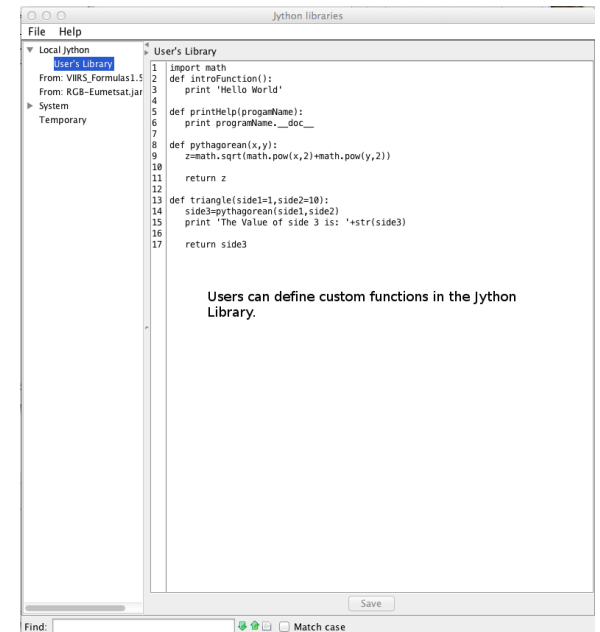 Jython libraries
File Help
Local Jython
User's Library
From: VIIRS_Formulas1.5
From: RGB-Eumetsat.jar
System
Temporary
User's Library
1 import math
2 def introFunction():
3 print 'Hello World'
4
5 def printHelp(progamName):
6 print programName.__doc__
7
8 def pythagorean(x,y):
9 z=math.sqrt(math.pow(x,2)+math.pow(y,2))
10
11 return z
12
13 def triangle(side1=1,side2=10):
14 side3=pythagorean(side1,side2)
15 print 'The Value of side 3 is: '+str(side3)
16
17 return side3
Users can define custom functions in the Jython
Library.
Save
Find: Match case